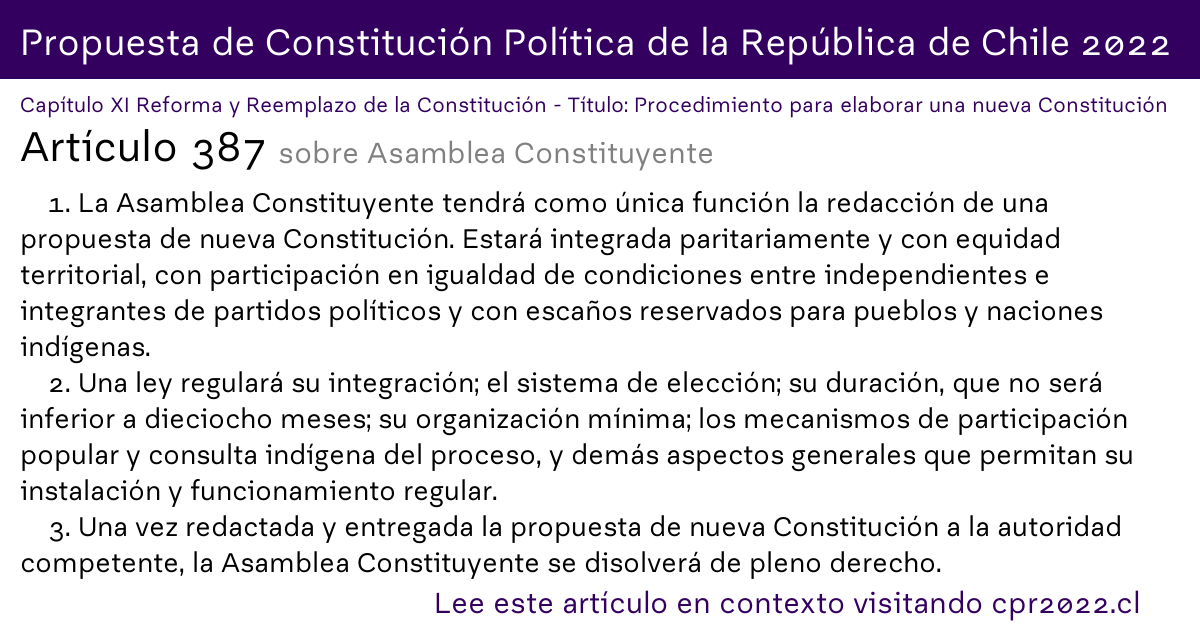 Propuesta de Constitución Política de la República de Chile 2022
Capítulo XI Reforma y Reemplazo de la Constitución - Título: Procedimiento para elaborar una nueva Constitución
Artículo 387 sobre Asamblea Constituyente
1. La Asamblea Constituyente tendrá como única función la redacción de una
propuesta de nueva Constitución. Estará integrada paritariamente y con equidad
territorial, con participación en igualdad de condiciones entre independientes e
integrantes de partidos políticos y con escaños reservados para pueblos y naciones
indígenas.
2. Una ley regulará su integración; el sistema de elección; su duración, que no será
inferior a dieciocho meses; su organización mínima; los mecanismos de participación
popular y consulta indígena del proceso, y demás aspectos generales que permitan su
instalación y funcionamiento regular.
3. Una vez redactada y entregada la propuesta de nueva Constitución a la autoridad
competente, la Asamblea Constituyente se disolverá de pleno derecho.
Lee este artículo en contexto visitando cpr2022.cl